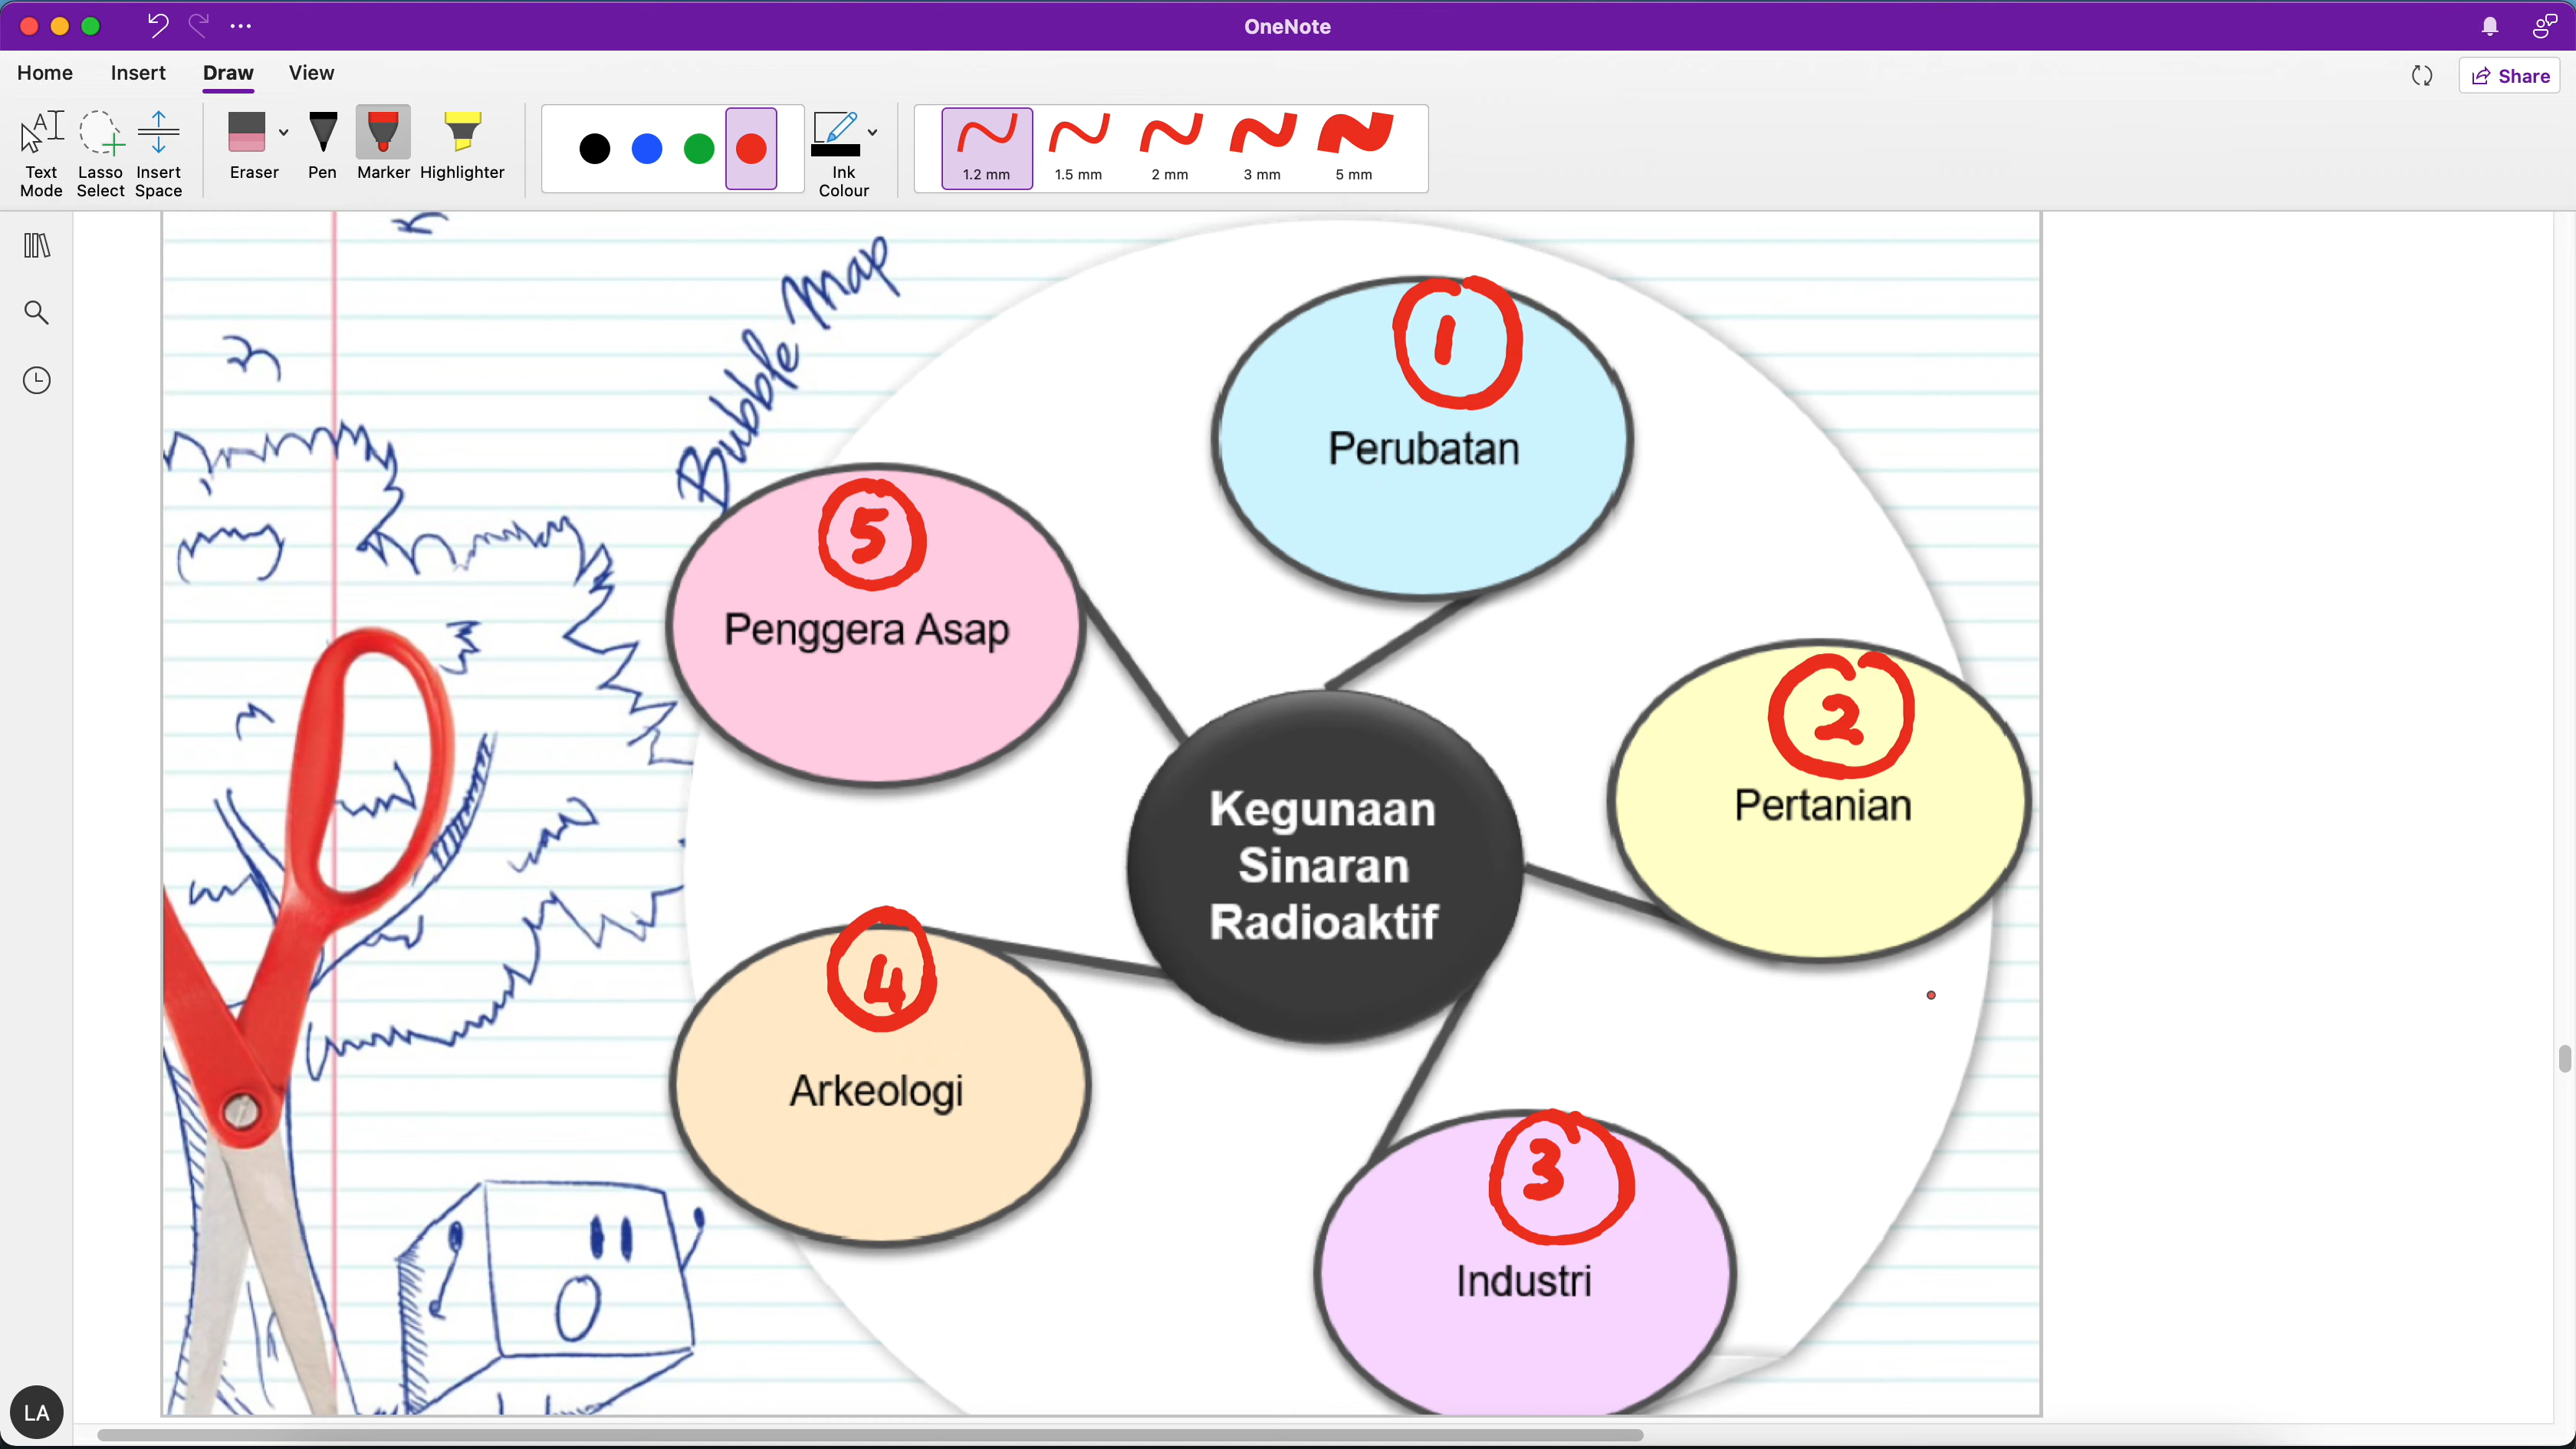 OneNote
Home Insert Draw View
Share
Text Mode
Lasso Select
Insert Space
Eraser
Pen
Marker
Highlighter
Ink Colour
1.2 mm
1.5 mm
2 mm
3 mm
5 mm
Bubble Map
1
Perubatan
5
Penggera Asap
2
Pertanian
Kegunaan
Sinaran
Radioaktif
4
Arkeologi
3
Industri
LA